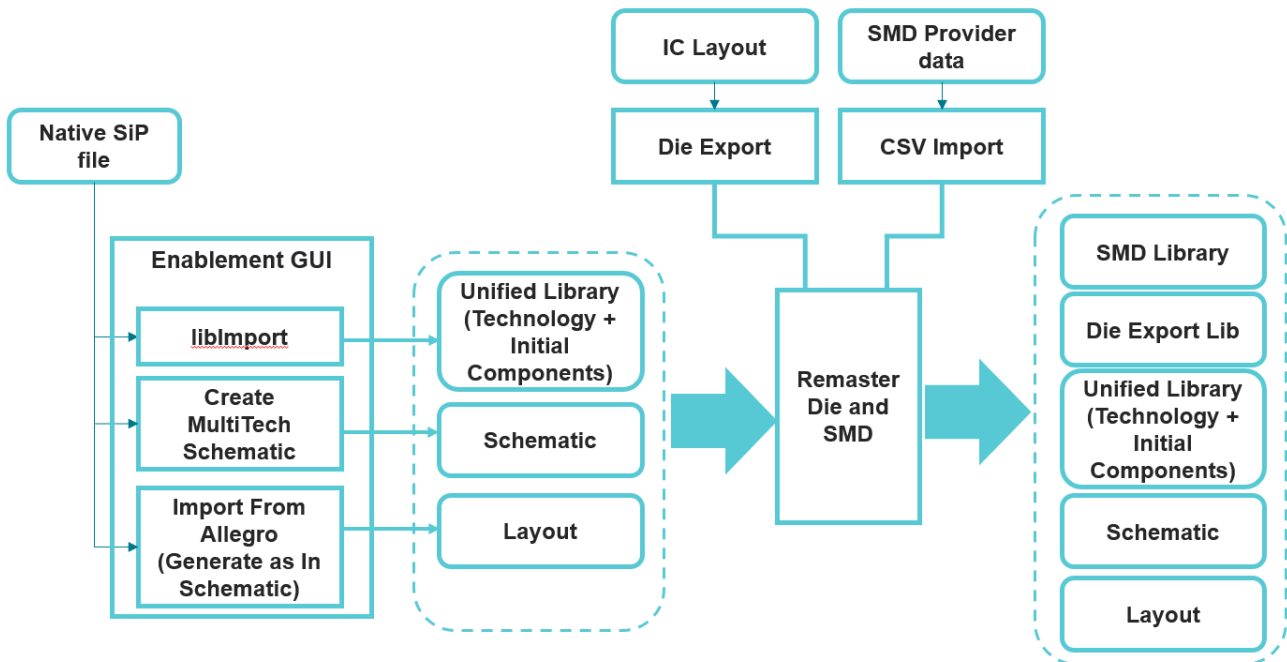 IC Layout
SMD Provider
data
Native SiP
file
Die Export
CSV Import
Enablement GUI
libImport
Create
MultiTech
Schematic
Import From
Allegro
(Generate as In
Schematic)
Unified Library
(Technology +
Initial
Components)
Schematic
Layout
Remaster
Die and
SMD
SMD Library
Die Export Lib
Unified Library
(Technology +
Initial
Components)
Schematic
Layout